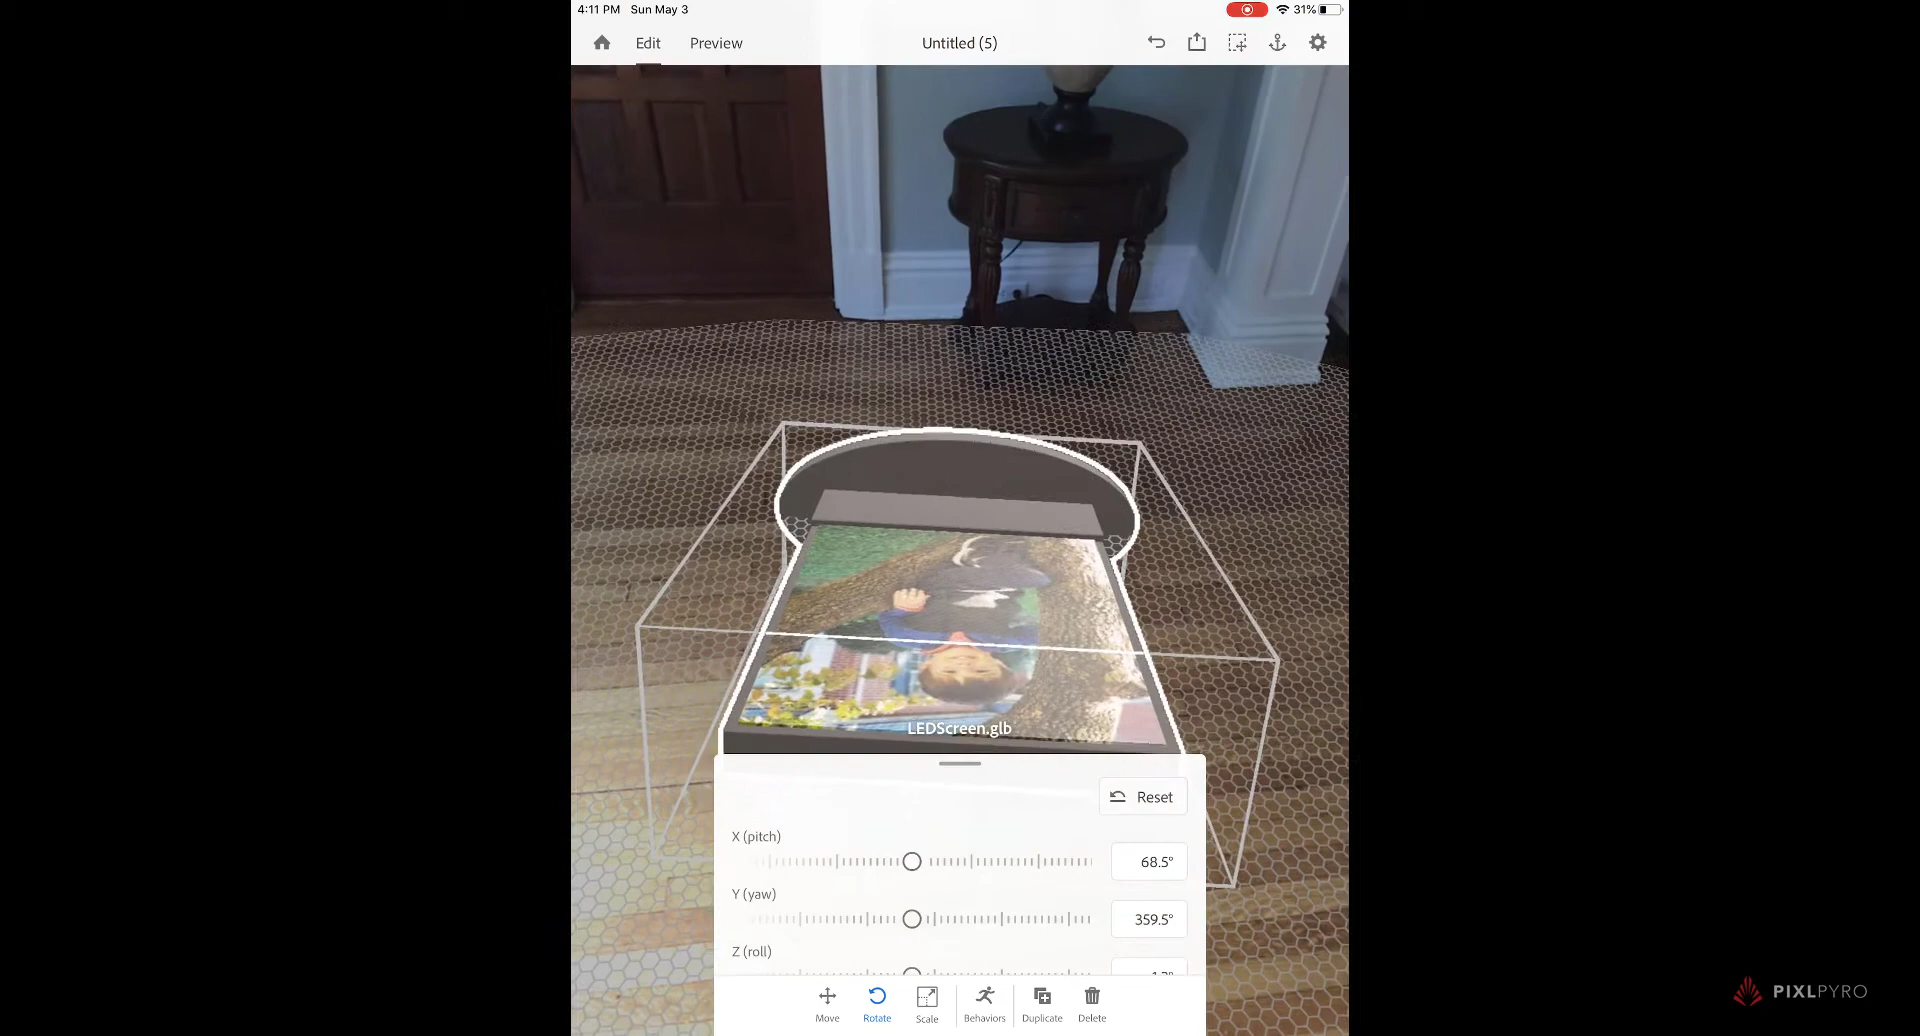 4:11 PM Sun May 3
31%
Edit Preview Untitled (5)
LEDScreen.glb
Reset
X (pitch)
68.5°
Y (yaw)
359.5°
Z (roll)
Move Rotate Scale Behaviors Duplicate Delete
PIXLPYRO